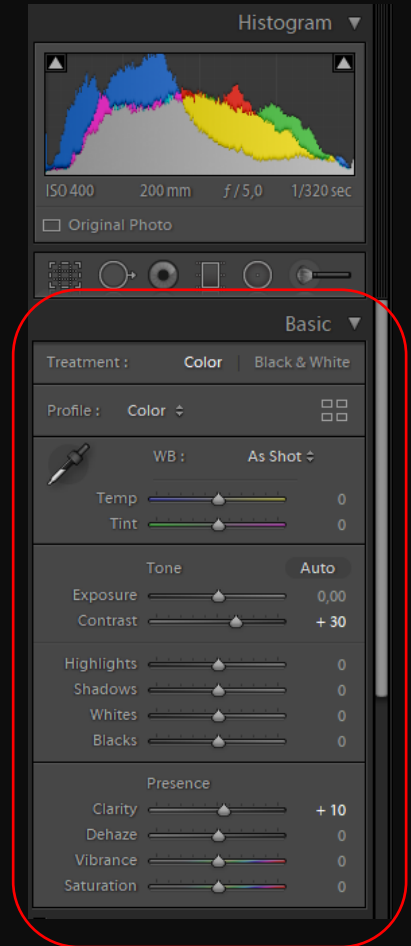 Histogram
ISO 400 200 mm ƒ / 5,0 1/320 sec
Original Photo
Basic
Treatment : Color Black & White
Profile : Color
WB : As Shot
Temp 0
Tint 0
Tone Auto
Exposure 0,00
Contrast + 30
Highlights 0
Shadows 0
Whites 0
Blacks 0
Presence
Clarity + 10
Dehaze 0
Vibrance 0
Saturation 0